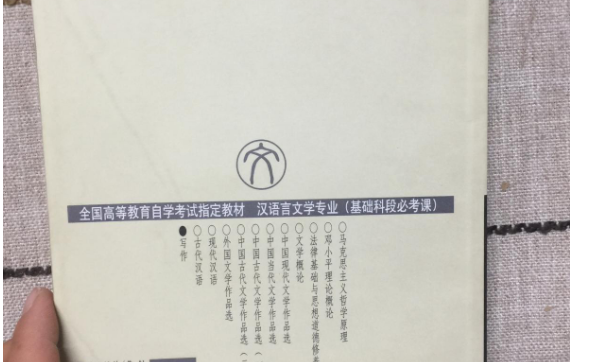 文
全国高等教育自学考试指定教材 汉语言文学专业（基础科段必考课）
○马克思主义哲学原理
○邓小平理论概论
○法律基础与思想道德修养
○文学概论
○中国现代文学作品选
○中国当代文学作品选
○中国古代文学作品选（
○中国古代文学作品选（
○外国文学作品选
○现代汉语
○古代汉语
●写作